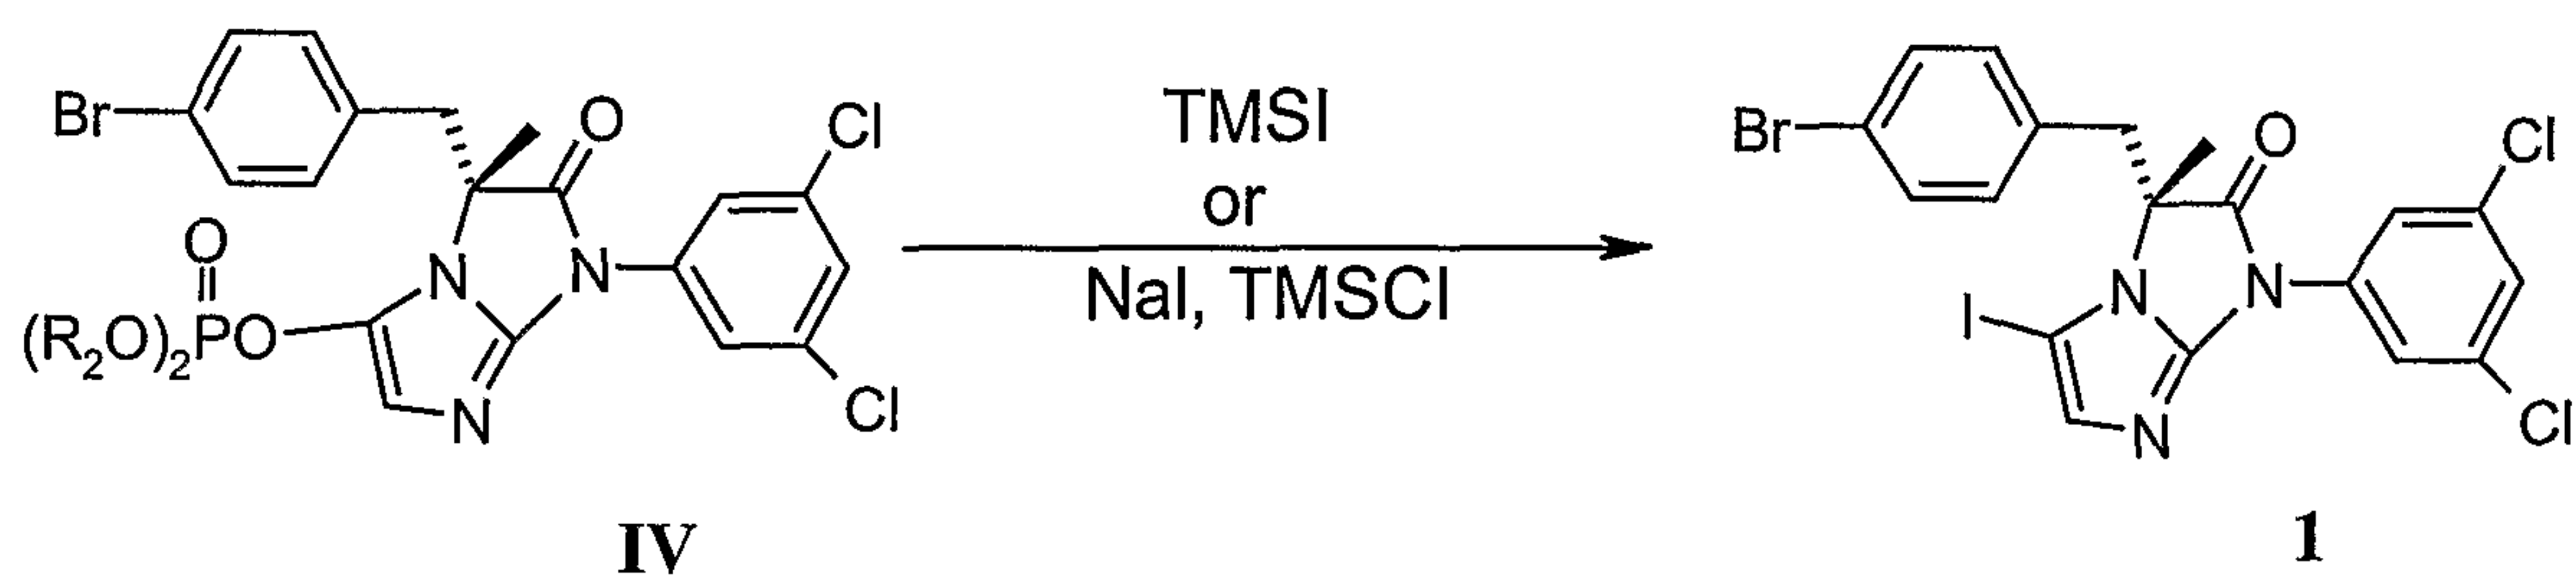 Br
O
Cl
TMSI
or
NaI, TMSCl
O
(R2O)2PO
N
N
N
Cl
IV
Br
O
Cl
I
N
N
N
Cl
1